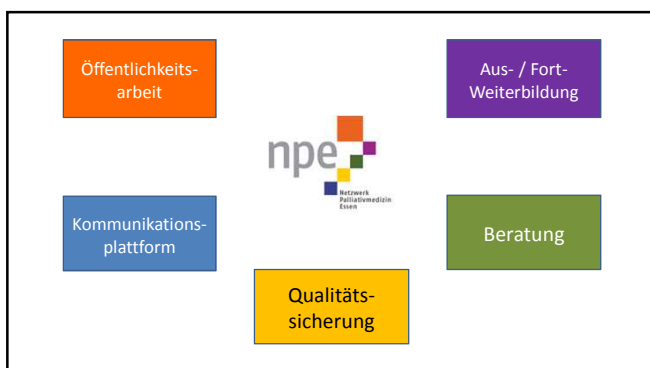 Öffentlichkeits-
arbeit
Aus- / Fort-
Weiterbildung
npe
Netzwerk
Palliativmedizin
Essen
Kommunikations-
plattform
Beratung
Qualitäts-
sicherung